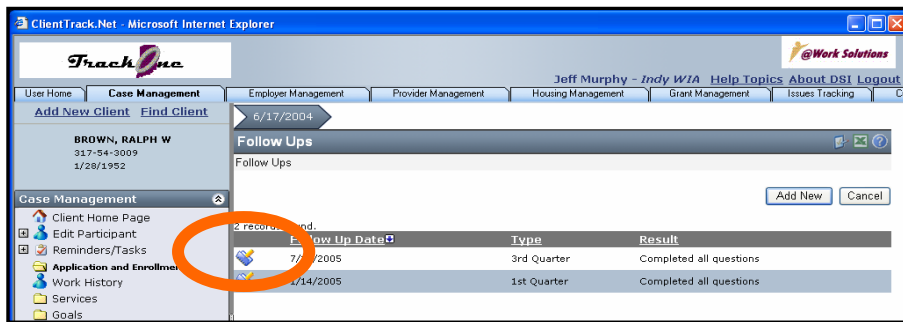 ClientTrack.Net - Microsoft Internet Explorer
TrackOne
@Work Solutions
Jeff Murphy - Indy WIA Help Topics About DSI Logout
User Home Case Management Employer Management Provider Management Housing Management Grant Management Issues Tracking
Add New Client Find Client
6/17/2004
BROWN, RALPH W
317-54-3009
1/28/1952
Follow Ups
Follow Ups
Add New Cancel
Case Management
Client Home Page
Edit Participant
Reminders/Tasks
Application and
Work History
Services
Goals
2
Date Type Result
3rd Quarter Completed all questions
1/14/2005 1st Quarter Completed all questions